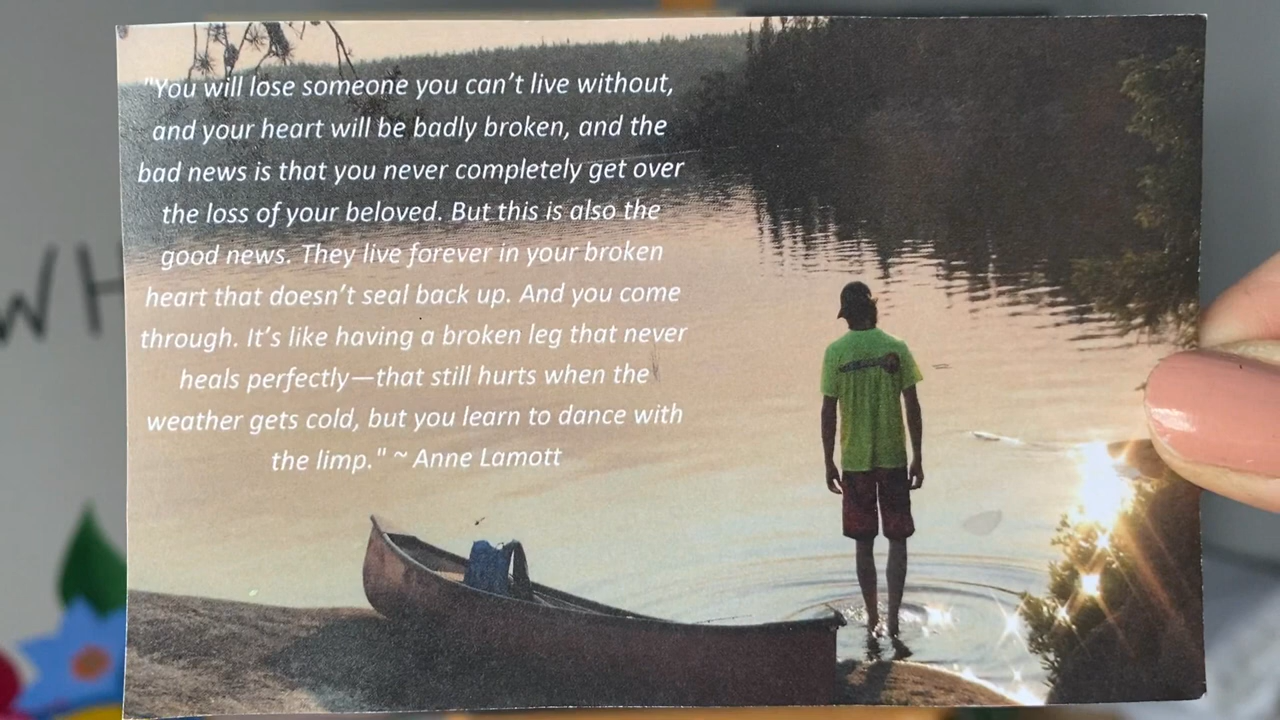 "You will lose someone you can’t live without,
and your heart will be badly broken, and the
bad news is that you never completely get over
the loss of your beloved. But this is also the
good news. They live forever in your broken
heart that doesn’t seal back up. And you come
through. It’s like having a broken leg that never
heals perfectly—that still hurts when the
weather gets cold, but you learn to dance with
the limp." ~ Anne Lamott
WH